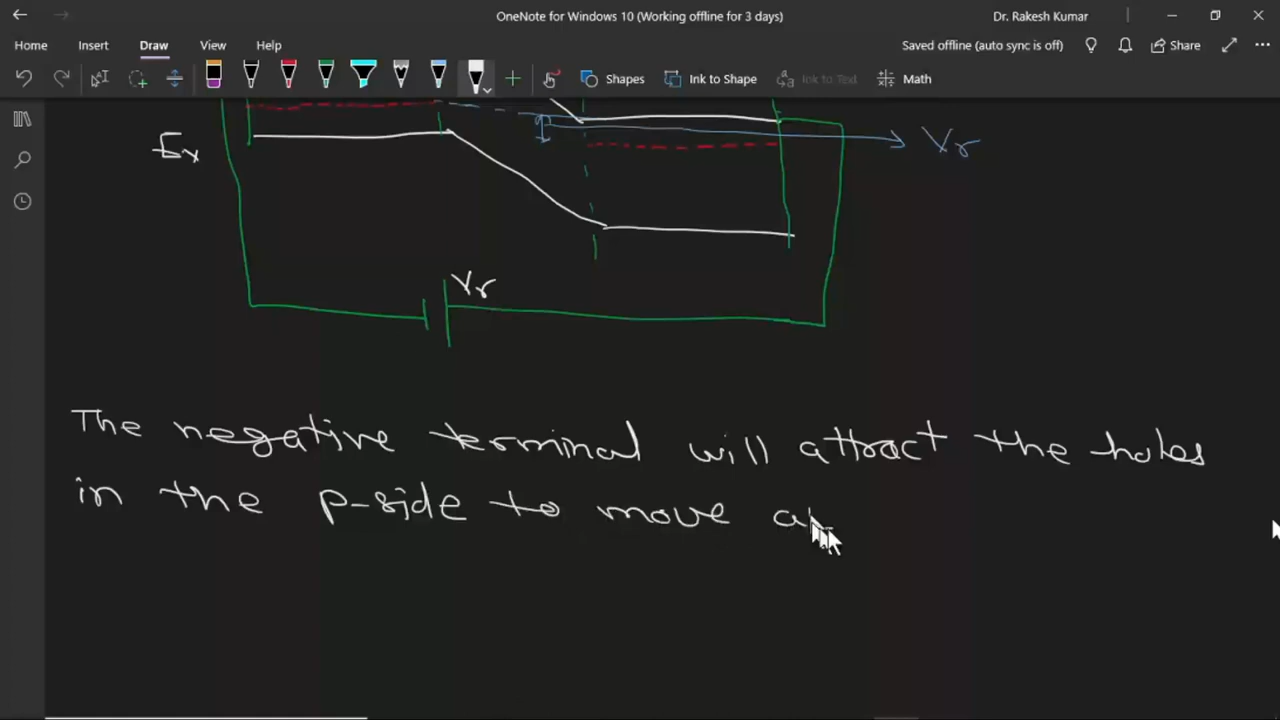 OneNote for Windows 10 (Working offline for 3 days)
Dr. Rakesh Kumar
Home Insert Draw View Help
Saved offline (auto sync is off)
Share
Shapes
Ink to Shape
Ink to Text
Math
Vr
Vr
The negative terminal will attract the holes
in the p-side to move